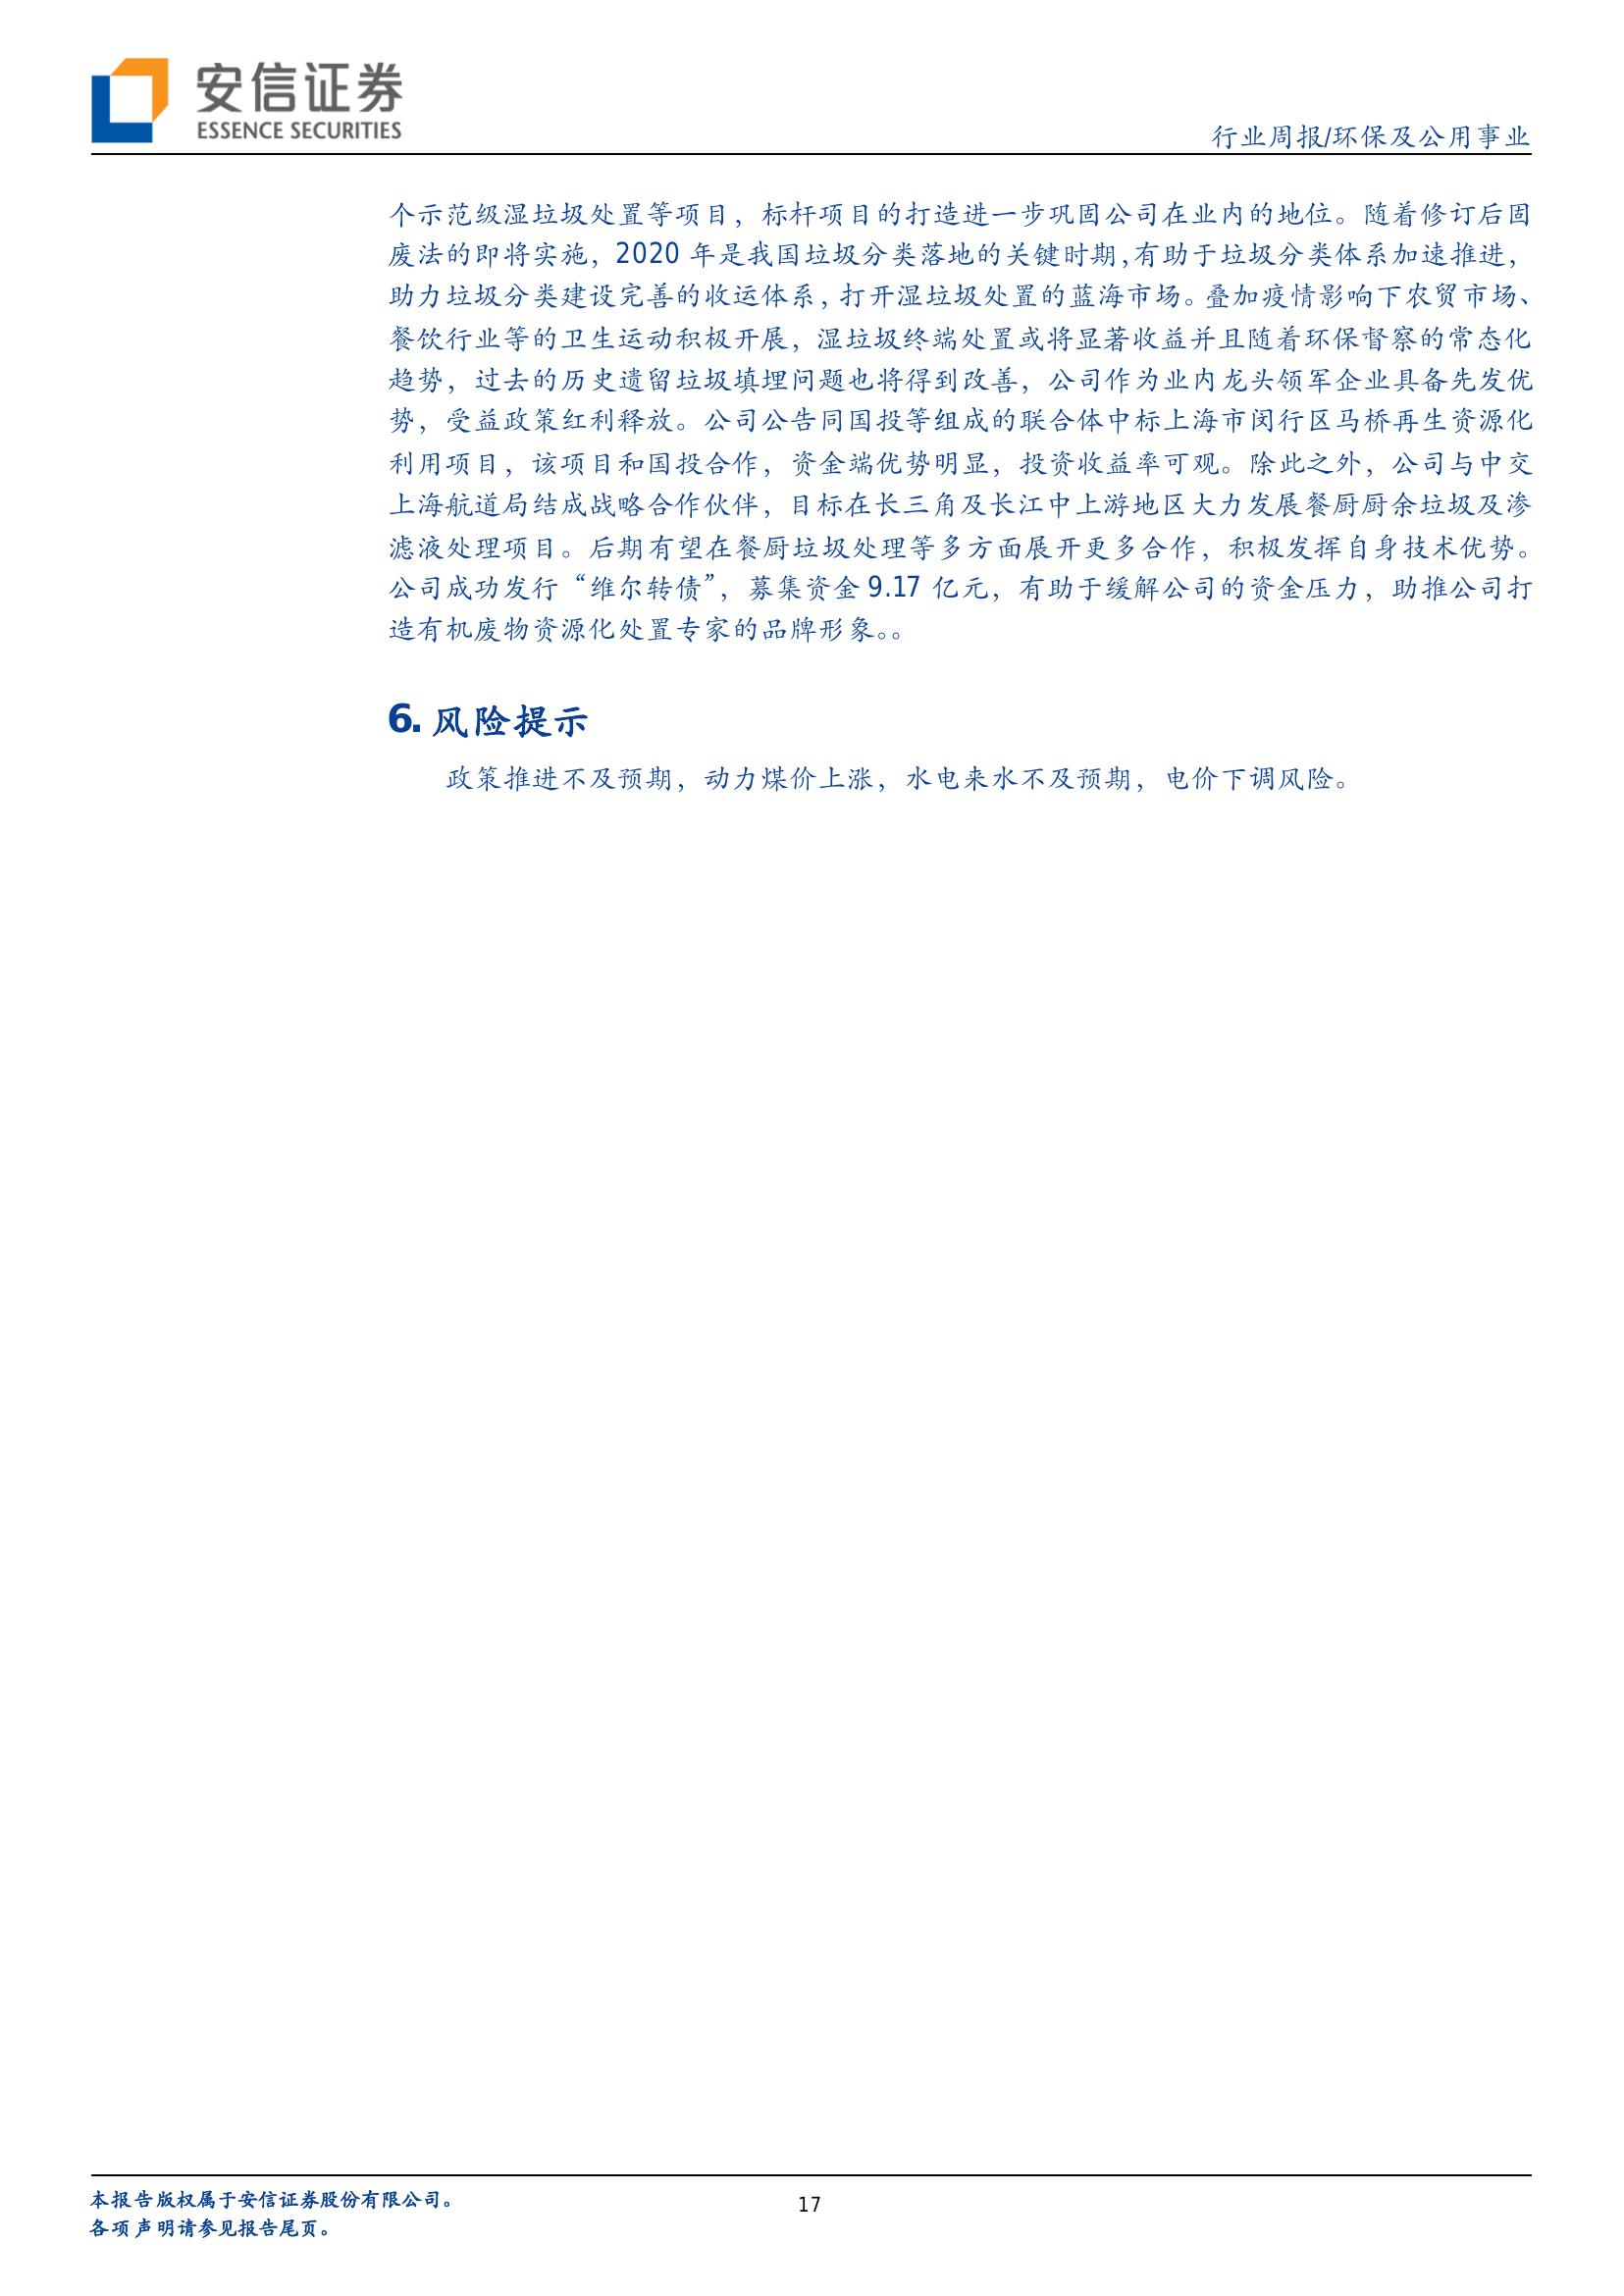 安信证券
ESSENCE SECURITIES
行业周报/环保及公用事业
个示范级湿垃圾处置等项目，标杆项目的打造进一步巩固公司在业内的地位。随着修订后固
废法的即将实施，2020 年是我国垃圾分类落地的关键时期，有助于垃圾分类体系加速推进，
助力垃圾分类建设完善的收运体系，打开湿垃圾处置的蓝海市场。叠加疫情影响下农贸市场、
餐饮行业等的卫生运动积极开展，湿垃圾终端处置或将显著收益并且随着环保督察的常态化
趋势，过去的历史遗留垃圾填埋问题也将得到改善，公司作为业内龙头领军企业具备先发优
势，受益政策红利释放。公司公告同国投等组成的联合体中标上海市闵行区马桥再生资源化
利用项目，该项目和国投合作，资金端优势明显，投资收益率可观。除此之外，公司与中交
上海航道局结成战略合作伙伴，目标在长三角及长江中上游地区大力发展餐厨厨余垃圾及渗
滤液处理项目。后期有望在餐厨垃圾处理等多方面展开更多合作，积极发挥自身技术优势。
公司成功发行“维尔转债”，募集资金 9.17 亿元，有助于缓解公司的资金压力，助推公司打
造有机废物资源化处置专家的品牌形象。。
6. 风险提示
政策推进不及预期，动力煤价上涨，水电来水不及预期，电价下调风险。
本报告版权属于安信证券股份有限公司。
17
各项声明请参见报告尾页。